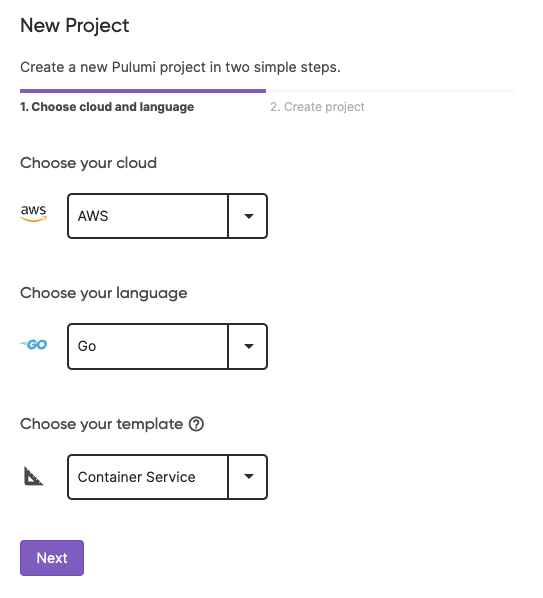 New Project
Create a new Pulumi project in two simple steps.
1. Choose cloud and language
2. Create project
Choose your cloud
aws
AWS
Choose your language
GO
Go
Choose your template ?
Container Service
Next